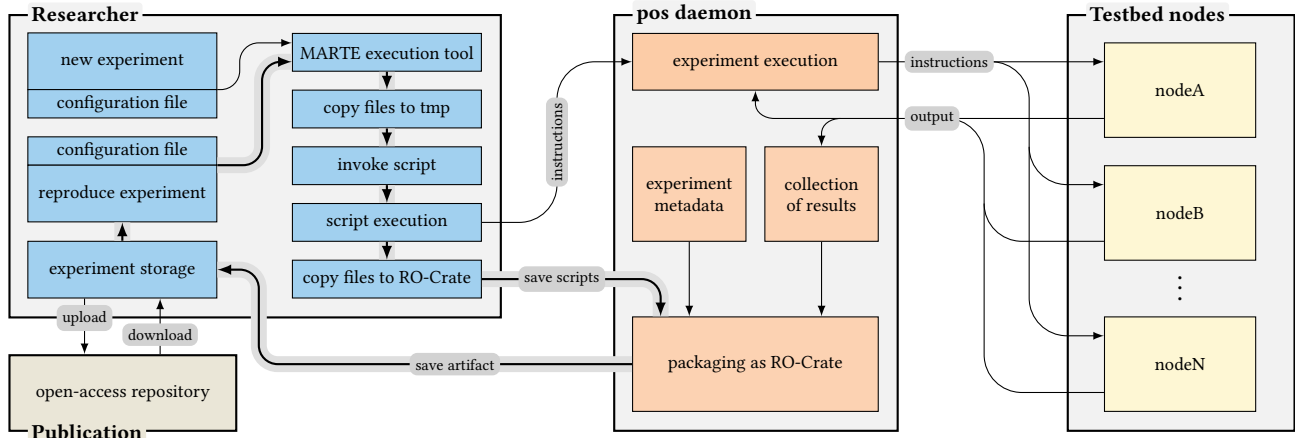 Researcher
new experiment
configuration file
configuration file
reproduce experiment
experiment storage
MARTE execution tool
copy files to tmp
invoke script
script execution
copy files to RO-Crate
upload
download
open-access repository
Publication
instructions
save scripts
save artifact
pos daemon
experiment execution
experiment
metadata
collection
of results
packaging as RO-Crate
instructions
output
Testbed nodes
nodeA
nodeB
⋮
nodeN